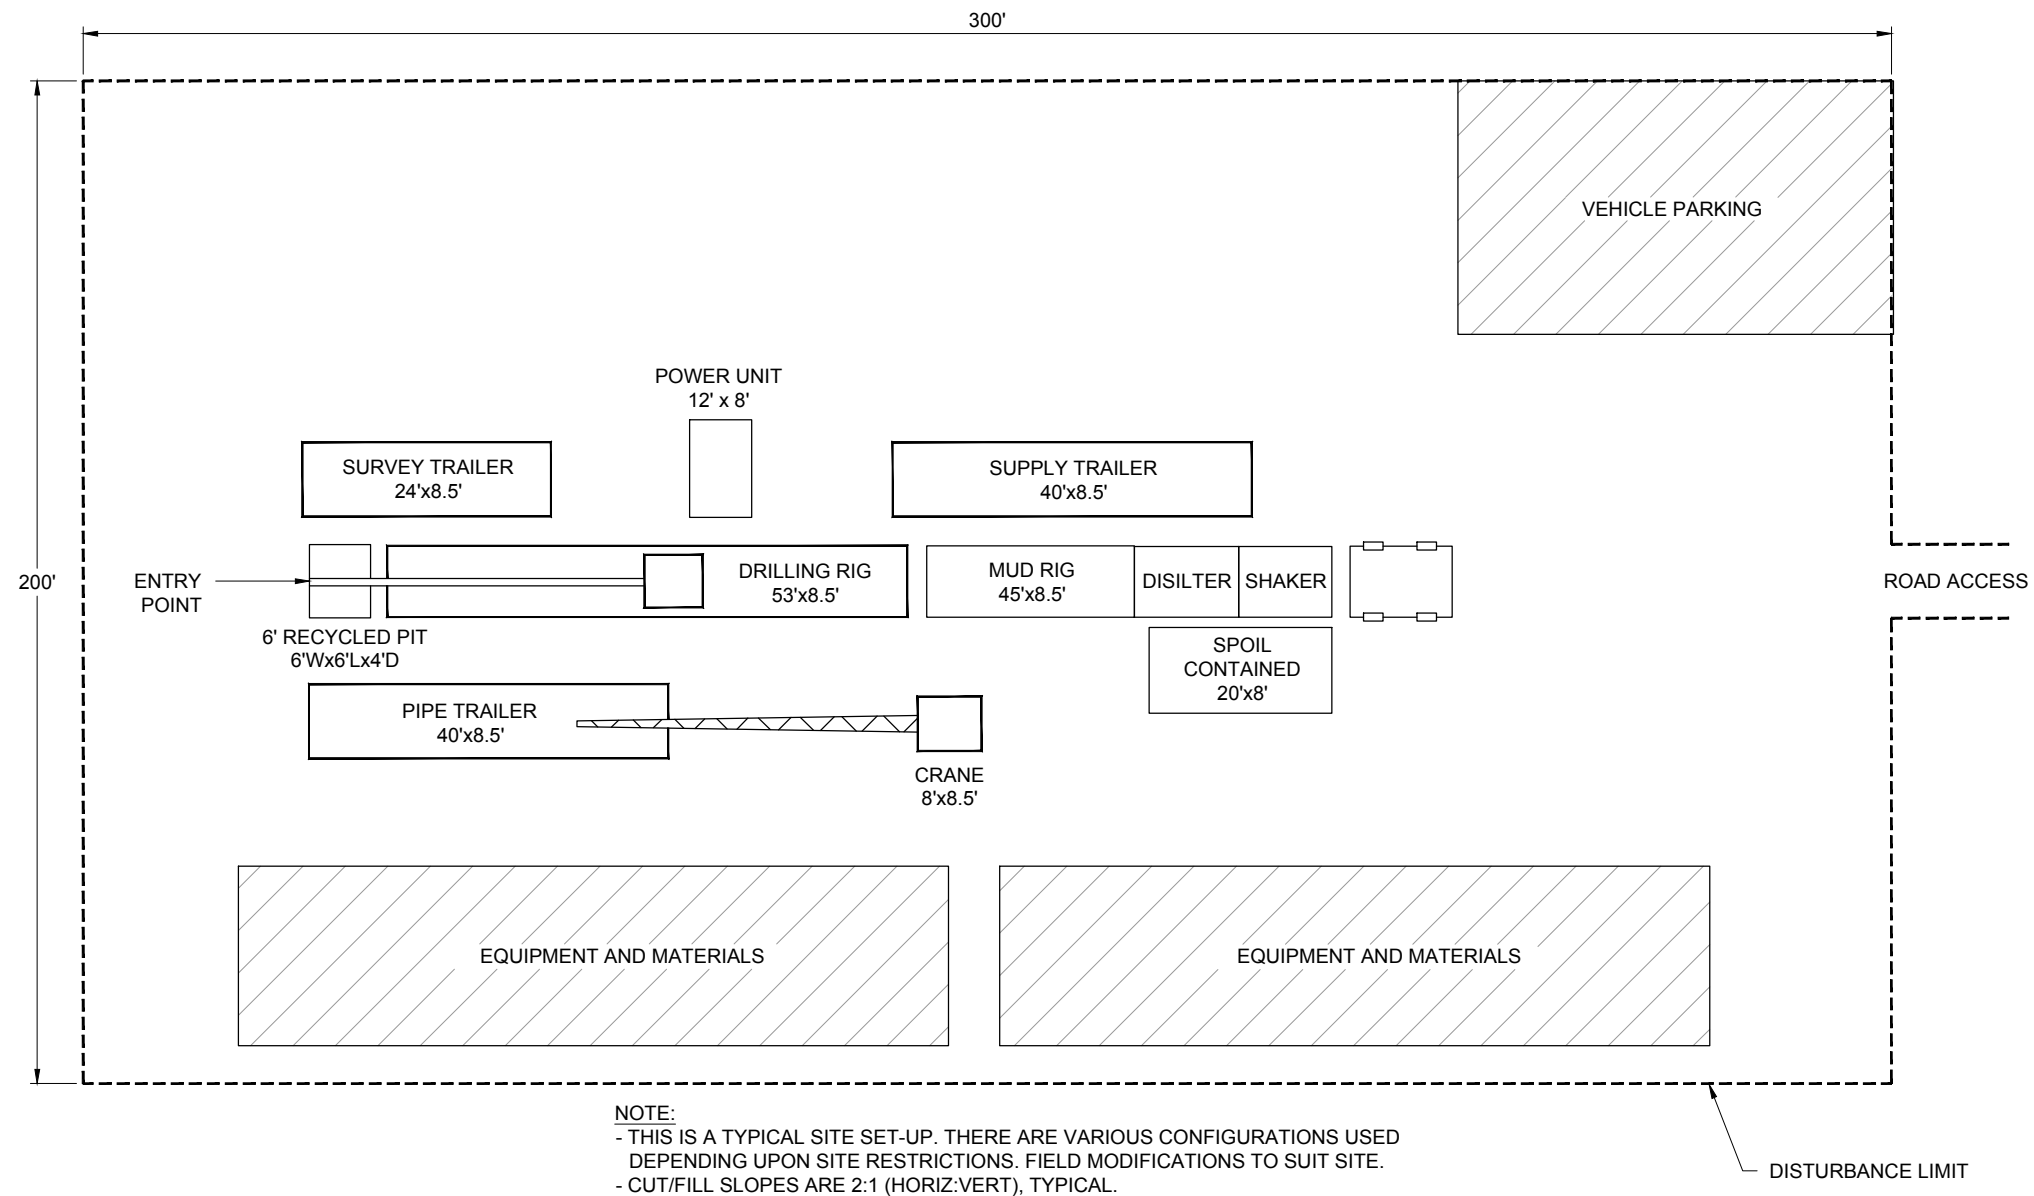 300'
VEHICLE PARKING
POWER UNIT
12' x 8'
SURVEY TRAILER
24'x8.5'
SUPPLY TRAILER
40'x8.5'
200'
ENTRY
POINT
DRILLING RIG
53'x8.5'
MUD RIG
45'x8.5'
DISILTER
SHAKER
ROAD ACCESS
6' RECYCLED PIT
6'Wx6'Lx4'D
SPOIL
CONTAINED
20'x8'
PIPE TRAILER
40'x8.5'
CRANE
8'x8.5'
EQUIPMENT AND MATERIALS
EQUIPMENT AND MATERIALS
NOTE:
- THIS IS A TYPICAL SITE SET-UP. THERE ARE VARIOUS CONFIGURATIONS USED
DEPENDING UPON SITE RESTRICTIONS. FIELD MODIFICATIONS TO SUIT SITE.
- CUT/FILL SLOPES ARE 2:1 (HORIZ:VERT), TYPICAL.
DISTURBANCE LIMIT